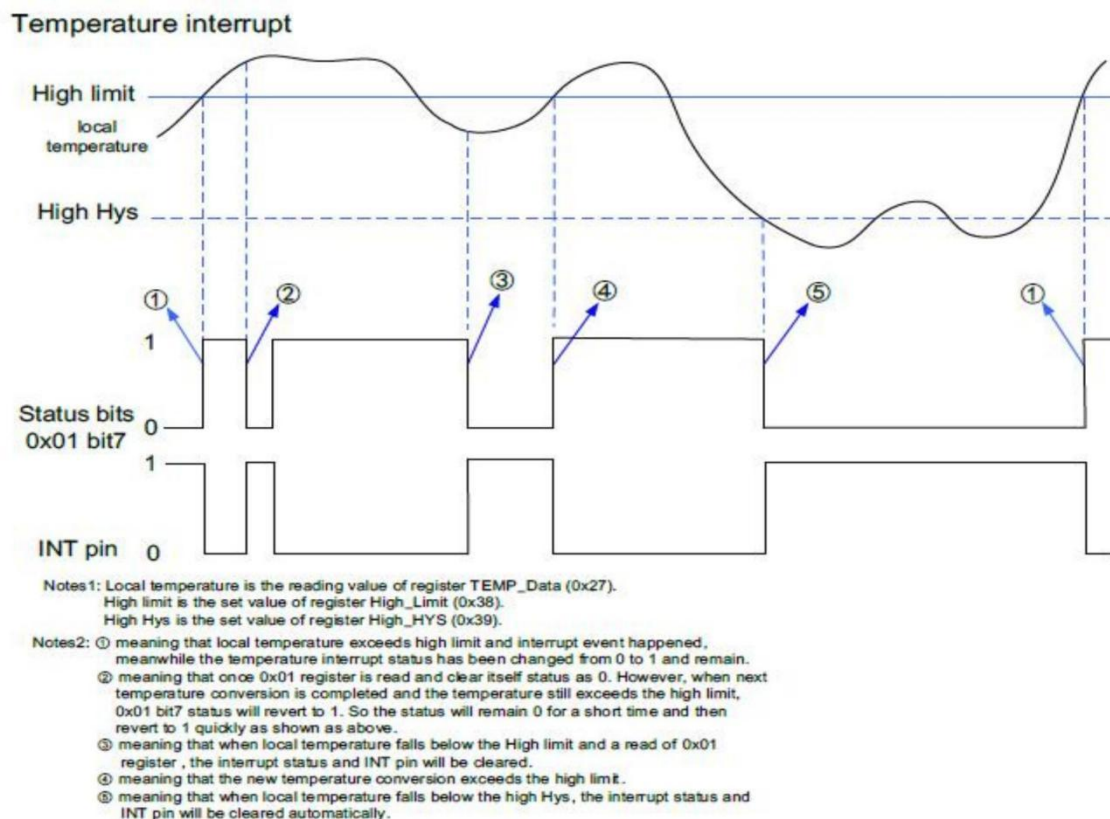 Temperature interrupt
High limit
local
temperature
High Hys
① ② ③ ④ ⑤ ①
1
Status bits
0x01 bit7
0
1
INT pin 0
Notes1: Local temperature is the reading value of register TEMP_Data (0x27).
High limit is the set value of register High_Limit (0x38).
High Hys is the set value of register High_HYS (0x39).
Notes2: ① meaning that local temperature exceeds high limit and interrupt event happened,
meanwhile the temperature interrupt status has been changed from 0 to 1 and remain.
② meaning that once 0x01 register is read and clear itself status as 0. However, when next
temperature conversion is completed and the temperature still exceeds the high limit,
0x01 bit7 status will revert to 1. So the status will remain 0 for a short time and then
revert to 1 quickly as shown as above.
③ meaning that when local temperature falls below the High limit and a read of 0x01
register , the interrupt status and INT pin will be cleared.
④ meaning that the new temperature conversion exceeds the high limit.
⑤ meaning that when local temperature falls below the high Hys, the interrupt status and
INT pin will be cleared automatically.